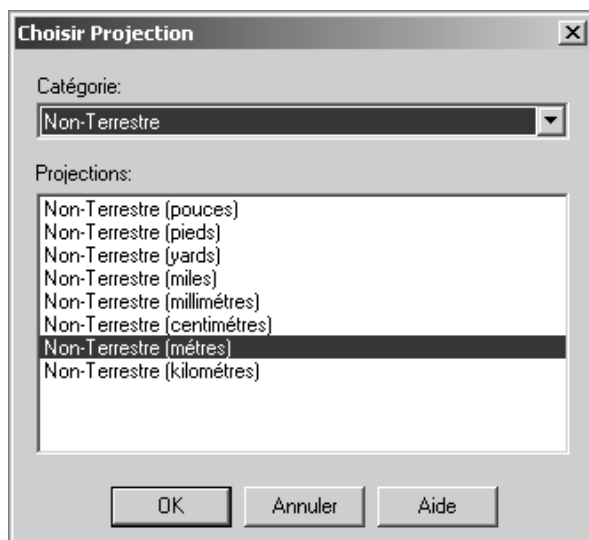 Choisir Projection
Catégorie:
Non-Terrestre
Projections:
Non-Terrestre (pouces)
Non-Terrestre (pieds)
Non-Terrestre (yards)
Non-Terrestre (miles)
Non-Terrestre (millimétres)
Non-Terrestre (centimétres)
Non-Terrestre (métres)
Non-Terrestre (kilométres)
OK Annuler Aide